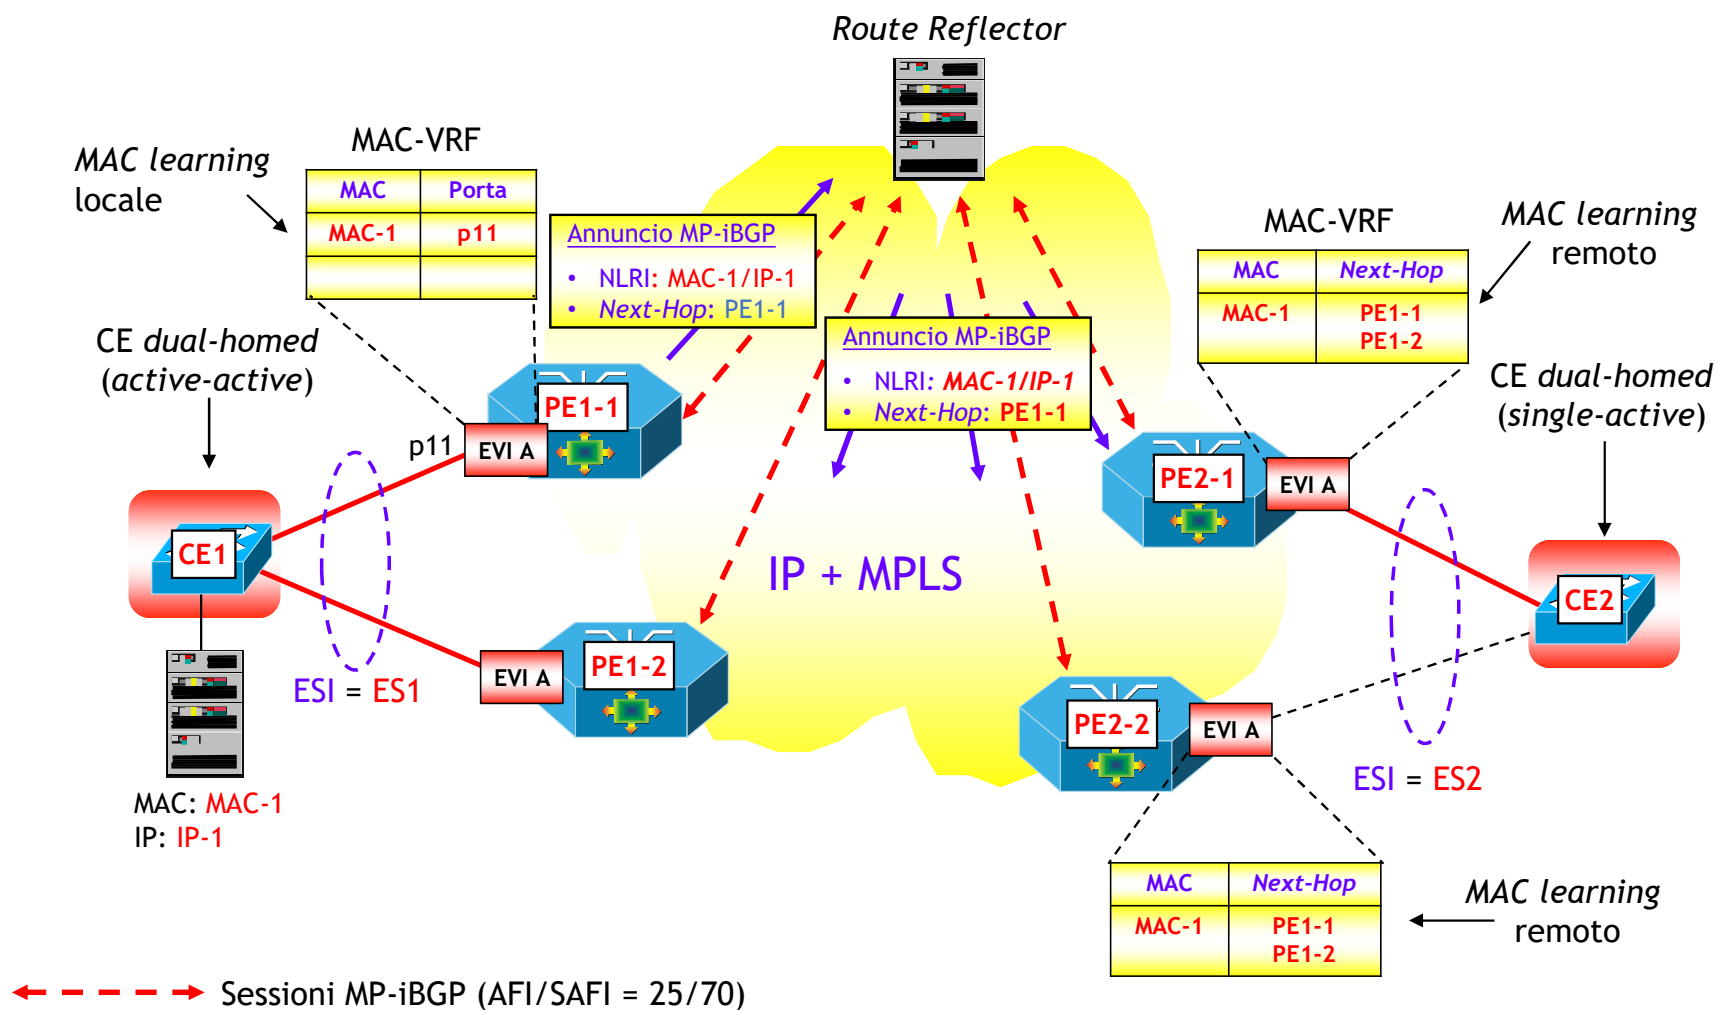 Route Reflector
MAC-VRF
MAC learning
locale
MAC Porta
MAC-1 p11
Annuncio MP-iBGP
• NLRI: MAC-1/IP-1
• Next-Hop: PE1-1
MAC-VRF
MAC learning
remoto
MAC Next-Hop
MAC-1 PE1-1
PE1-2
Annuncio MP-iBGP
• NLRI: MAC-1/IP-1
• Next-Hop: PE1-1
CE dual-homed
(active-active)
CE dual-homed
(single-active)
PE1-1
p11
EVI A
PE2-1
EVI A
CE1
IP + MPLS
CE2
PE1-2
EVI A
ESI = ES1
PE2-2
EVI A
ESI = ES2
MAC: MAC-1
IP: IP-1
MAC Next-Hop
MAC-1 PE1-1
PE1-2
MAC learning
remoto
Sessioni MP-iBGP (AFI/SAFI = 25/70)